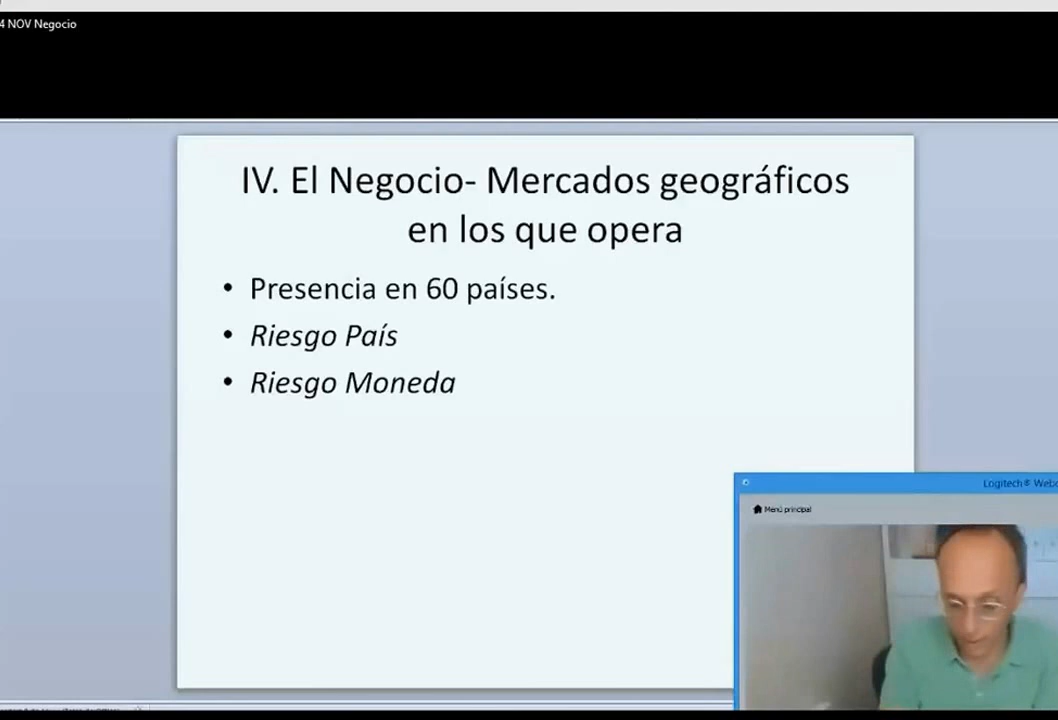 4 NOV Negocio
IV. El Negocio- Mercados geográficos
en los que opera
• Presencia en 60 países.
• Riesgo País
• Riesgo Moneda
Logitech® Webc
Menú principal